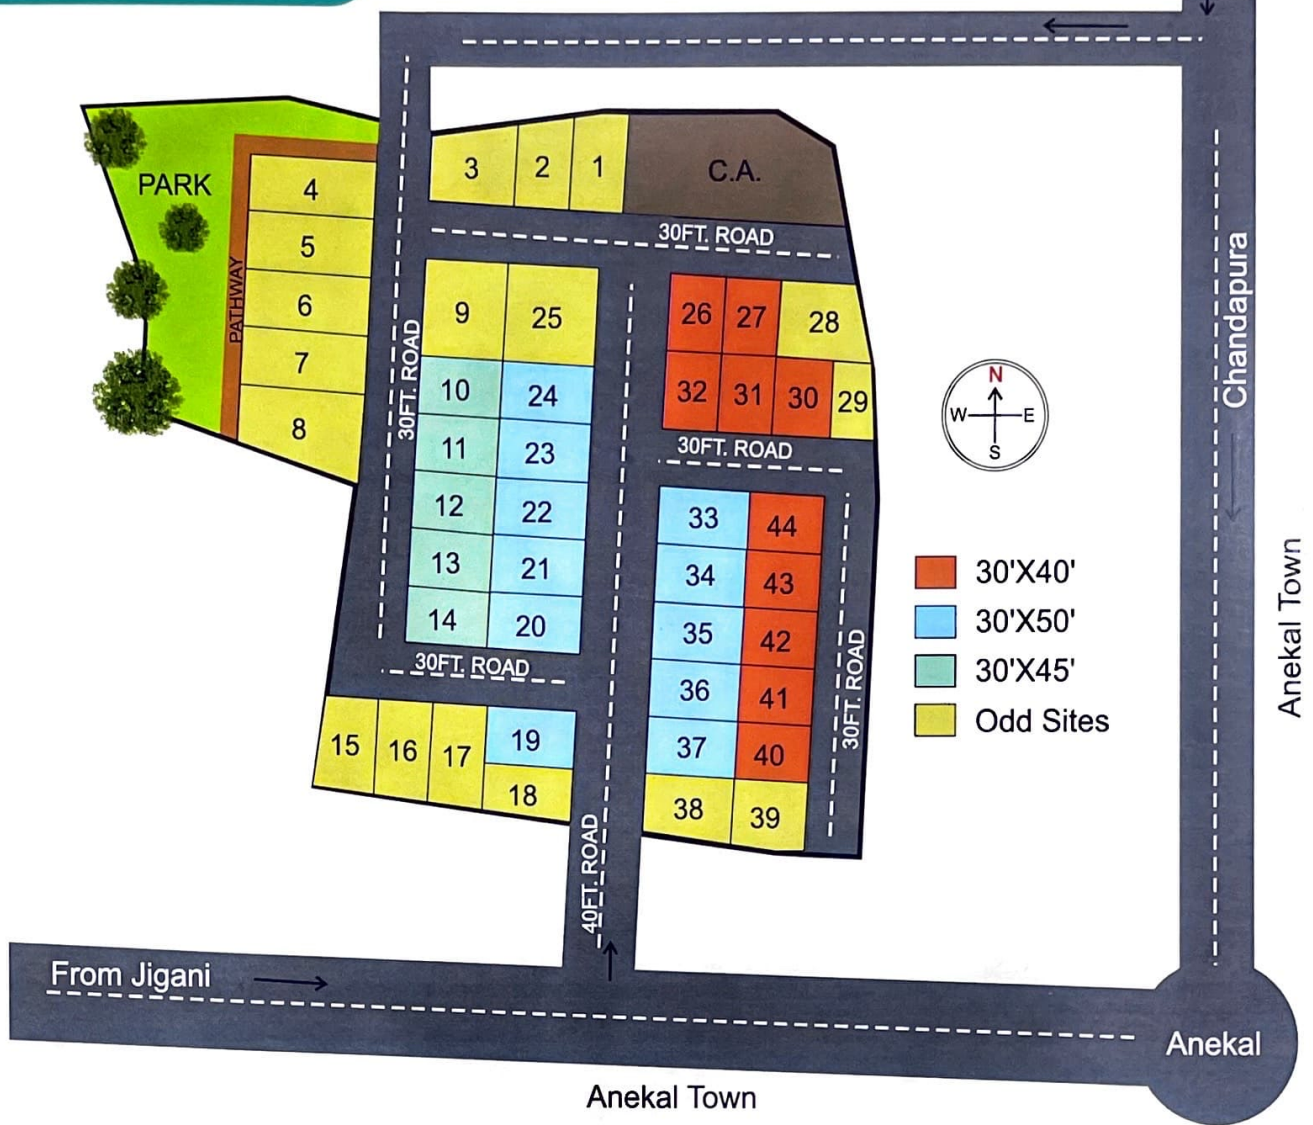 PARK
PATHWAY
4
5
6
7
8
3
2
1
C.A.
30FT. ROAD
30FT. ROAD
9
25
10
24
11
23
12
22
13
21
14
20
30FT. ROAD
15
16
17
19
18
26
27
28
32
31
30
29
30FT. ROAD
33
44
34
43
35
42
36
41
37
40
38
39
30FT. ROAD
40FT. ROAD
N
W
E
S
30'X40'
30'X50'
30'X45'
Odd Sites
Chandapura
Anekal Town
From Jigani
Anekal
Anekal Town